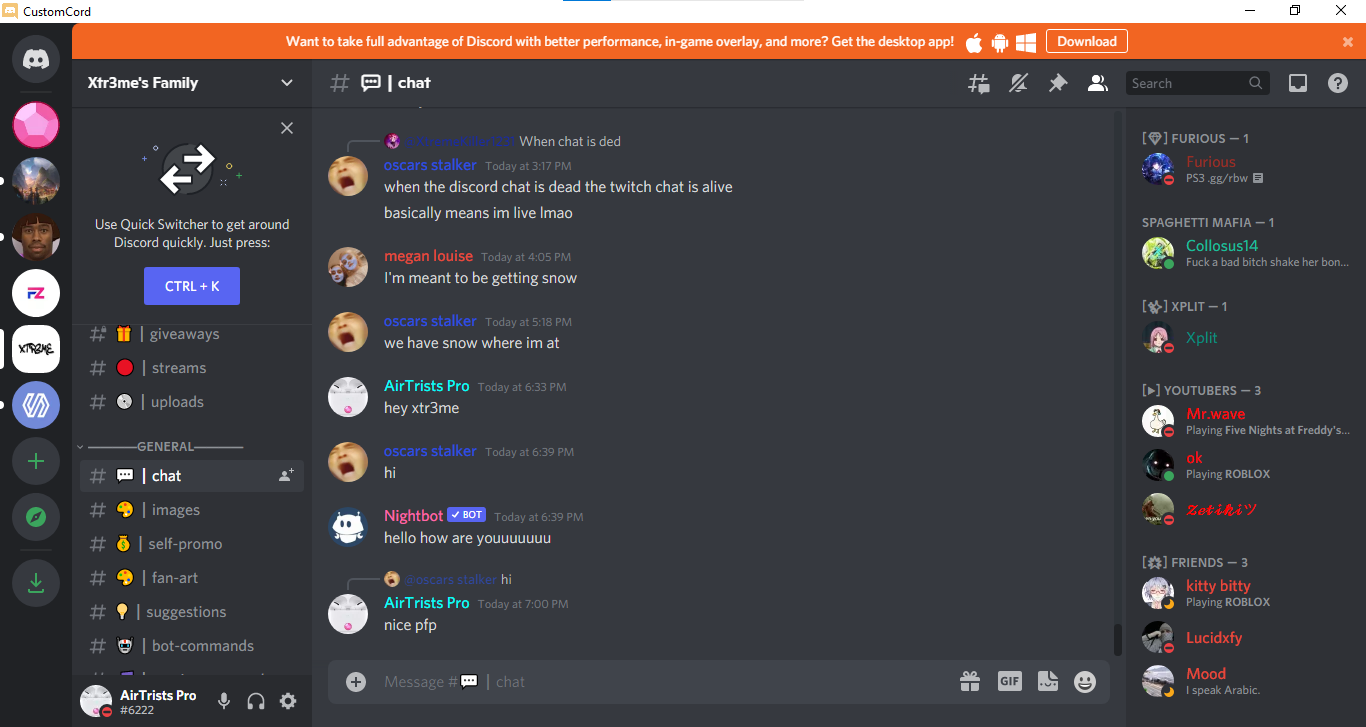 CustomCord
Want to take full advantage of Discord with better performance, in-game overlay, and more? Get the desktop app!
Download
Xtr3me's Family
| chat
Search
Use Quick Switcher to get around
Discord quickly. Just press:
CTRL + K
FZ
XTR3ME
| giveaways
| streams
| uploads
GENERAL
| chat
| images
| self-promo
| fan-art
| suggestions
| bot-commands
AirTrists Pro
#6222
When chat is ded
oscars stalker Today at 3:17 PM
when the discord chat is dead the twitch chat is alive
basically means im live lmao
megan louise Today at 4:05 PM
I'm meant to be getting snow
oscars stalker Today at 5:18 PM
we have snow where im at
AirTrists Pro Today at 6:33 PM
hey xtr3me
oscars stalker Today at 6:39 PM
hi
Nightbot BOT Today at 6:39 PM
hello how are youuuuuuu
@oscars stalker hi
AirTrists Pro Today at 7:00 PM
nice pfp
Message # | chat
GIF
[ ] FURIOUS — 1
Furious
PS3 .gg/rbw
SPAGHETTI MAFIA — 1
Collosus14
Fuck a bad bitch shake her bon...
[ ] XPLIT — 1
Xplit
[ ] YOUTUBERS — 3
Mr.wave
Playing Five Nights at Freddy's...
ok
Playing ROBLOX
𝓩𝓮𝓽𝓲𝓴𝓲ツ
[ ] FRIENDS — 3
kitty bitty
Playing ROBLOX
Lucidxfy
Mood
I speak Arabic.